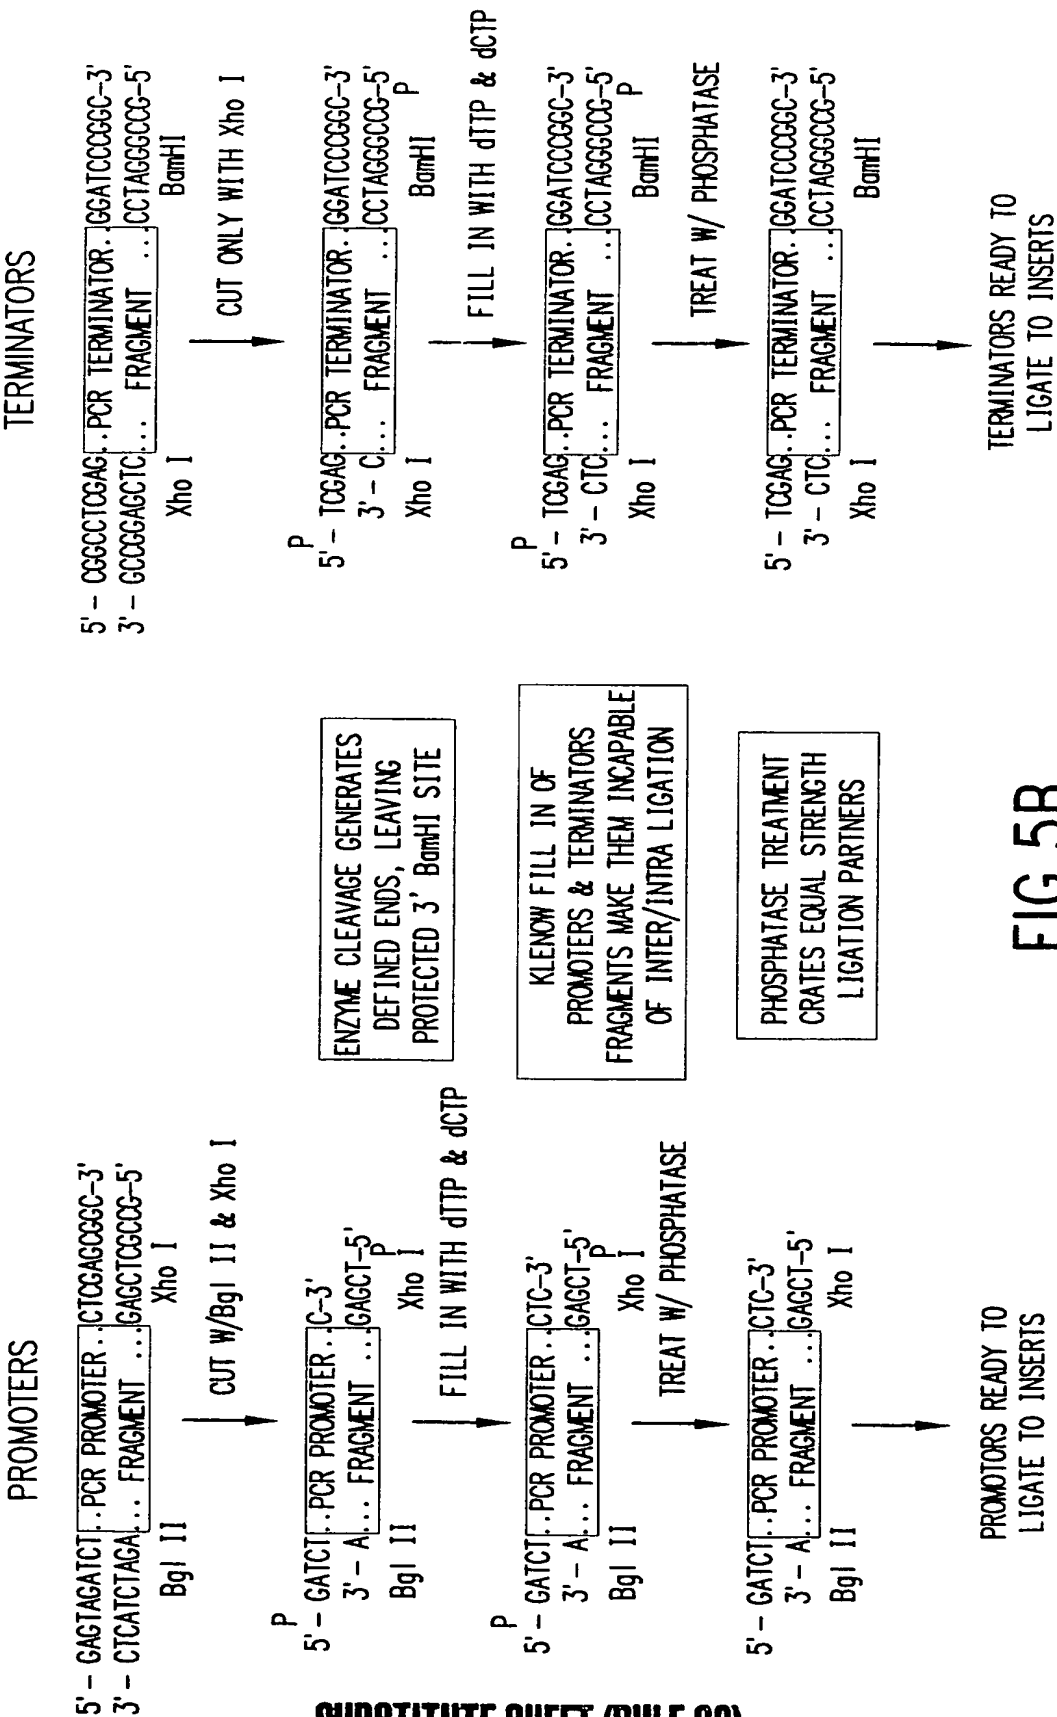 PROMOTERS
5'– GAGTAGATCT..PCR PROMOTER..CTCGAGCGGC–3'
3'– CTCATCTAGA... FRAGMENT ...GAGCTCGCCG–5'
Bgl II
Xho I
CUT W/Bgl II & Xho I
P
5'– GATCT..PCR PROMOTER..C–3'
3'– A... FRAGMENT ...GAGCT–5'
P
Bgl II
Xho I
FILL IN WITH dTTP & dCTP
P
5'– GATCT..PCR PROMOTER..CTC–3'
3'– A... FRAGMENT ...GAGCT–5'
P
Bgl II
Xho I
TREAT W/ PHOSPHATASE
5'– GATCT..PCR PROMOTER..CTC–3'
3'– A... FRAGMENT ...GAGCT–5'
Bgl II
Xho I
PROMOTORS READY TO
LIGATE TO INSERTS
ENZYME CLEAVAGE GENERATES
DEFINED ENDS, LEAVING
PROTECTED 3' BamHI SITE
KLENOW FILL IN OF
PROMOTERS & TERMINATORS
FRAGMENTS MAKE THEM INCAPABLE
OF INTER/INTRA LIGATION
PHOSPHATASE TREATMENT
CRATES EQUAL STRENGTH
LIGATION PARTNERS
TERMINATORS
5'– CGGCCTCGAG..PCR TERMINATOR..GGATCCCGGC–3'
3'– GCCGGAGCTC... FRAGMENT ...CCTAGGGCCG–5'
Xho I
BamHI
CUT ONLY WITH Xho I
P
5'– TCGAG..PCR TERMINATOR..GGATCCCGGC–3'
3'– C... FRAGMENT ...CCTAGGGCCG–5'
P
Xho I
BamHI
FILL IN WITH dTTP & dCTP
P
5'– TCGAG..PCR TERMINATOR..GGATCCCGGC–3'
3'– CTC... FRAGMENT ...CCTAGGGCCG–5'
P
Xho I
BamHI
TREAT W/ PHOSPHATASE
5'– TCGAG..PCR TERMINATOR..GGATCCCGGC–3'
3'– CTC... FRAGMENT ...CCTAGGGCCG–5'
Xho I
BamHI
TERMINATORS READY TO
LIGATE TO INSERTS
FIG.5B
SUBSTITUTE SHEET (RULE 26)